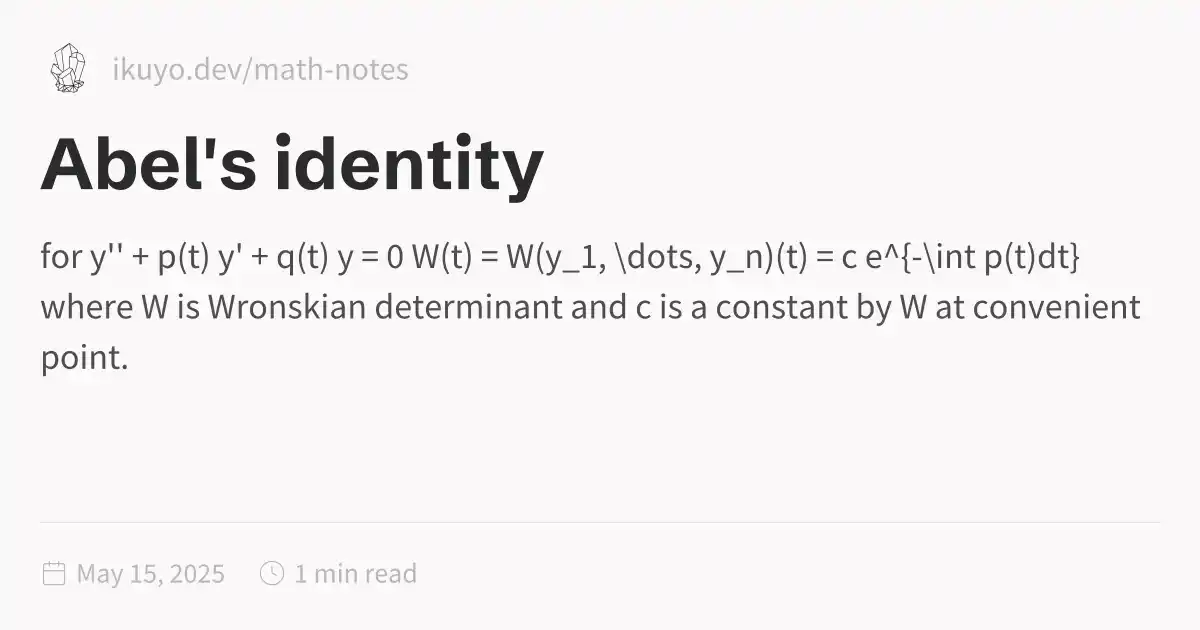 ikuyo.dev/math-notes
Abel's identity
for y'' + p(t) y' + q(t) y = 0 W(t) = W(y_1, \dots, y_n)(t) = c e^{-\int p(t)dt}
where W is Wronskian determinant and c is a constant by W at convenient
point.
May 15, 2025 1 min read